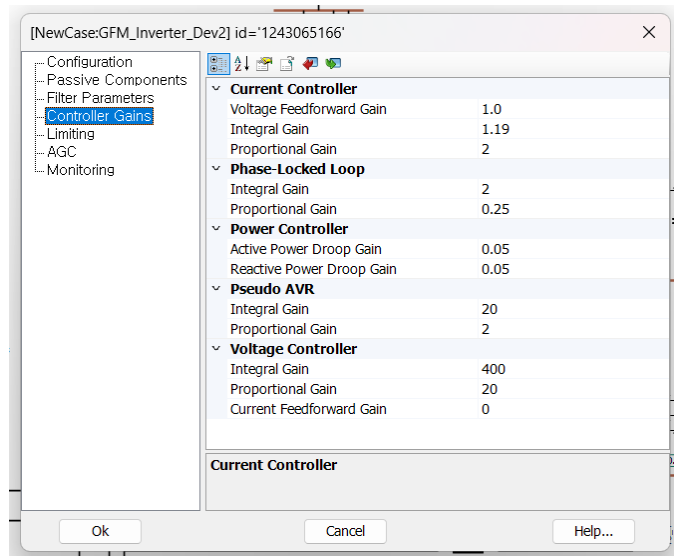 [NewCase:GFM_Inverter_Dev2] id='1243065166'
Configuration
Passive Components
Filter Parameters
Controller Gains
Limiting
AGC
Monitoring
Current Controller
Voltage Feedforward Gain 1.0
Integral Gain 1.19
Proportional Gain 2
Phase-Locked Loop
Integral Gain 2
Proportional Gain 0.25
Power Controller
Active Power Droop Gain 0.05
Reactive Power Droop Gain 0.05
Pseudo AVR
Integral Gain 20
Proportional Gain 2
Voltage Controller
Integral Gain 400
Proportional Gain 20
Current Feedforward Gain 0
Current Controller
Ok Cancel Help...